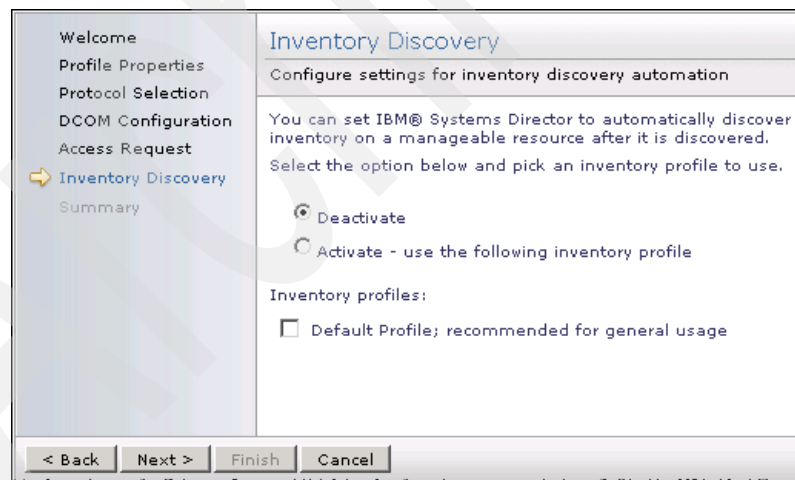 Welcome
Profile Properties
Protocol Selection
DCOM Configuration
Access Request
Inventory Discovery
Summary
Inventory Discovery
Configure settings for inventory discovery automation
You can set IBM® Systems Director to automatically discover
inventory on a manageable resource after it is discovered.
Select the option below and pick an inventory profile to use.
Deactivate
Activate - use the following inventory profile
Inventory profiles:
Default Profile; recommended for general usage
< Back Next > Finish Cancel